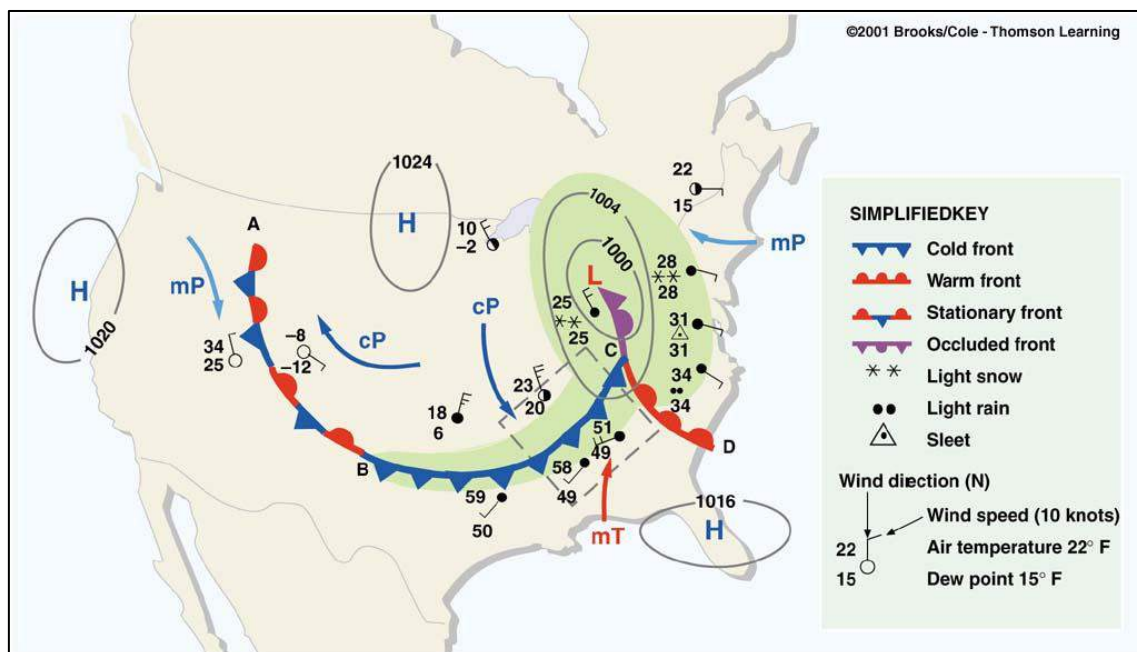 ©2001 Brooks/Cole - Thomson Learning
1024
H
H
1020
A
mP
cP
cP
10
–2
34
25
–8
–12
18
6
23
20
B
59
50
58
49
51
49
mT
1004
1000
L
25
25
C
D
22
15
mP
28
28
31
31
34
34
1016
H
SIMPLIFIEDKEY
Cold front
Warm front
Stationary front
Occluded front
Light snow
Light rain
Sleet
Wind direction (N)
Wind speed (10 knots)
22
Air temperature 22° F
15
Dew point 15° F